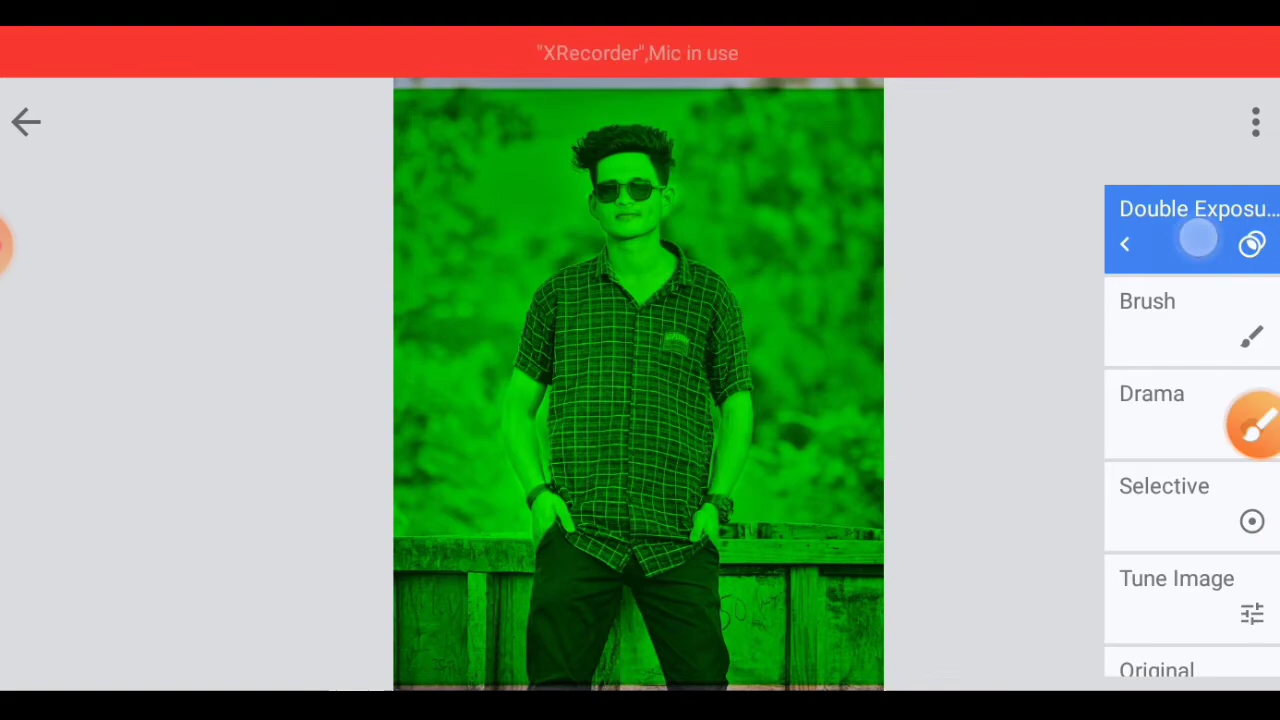 "XRecorder",Mic in use
Double Exposu...
Brush
Drama
Selective
Tune Image
Original